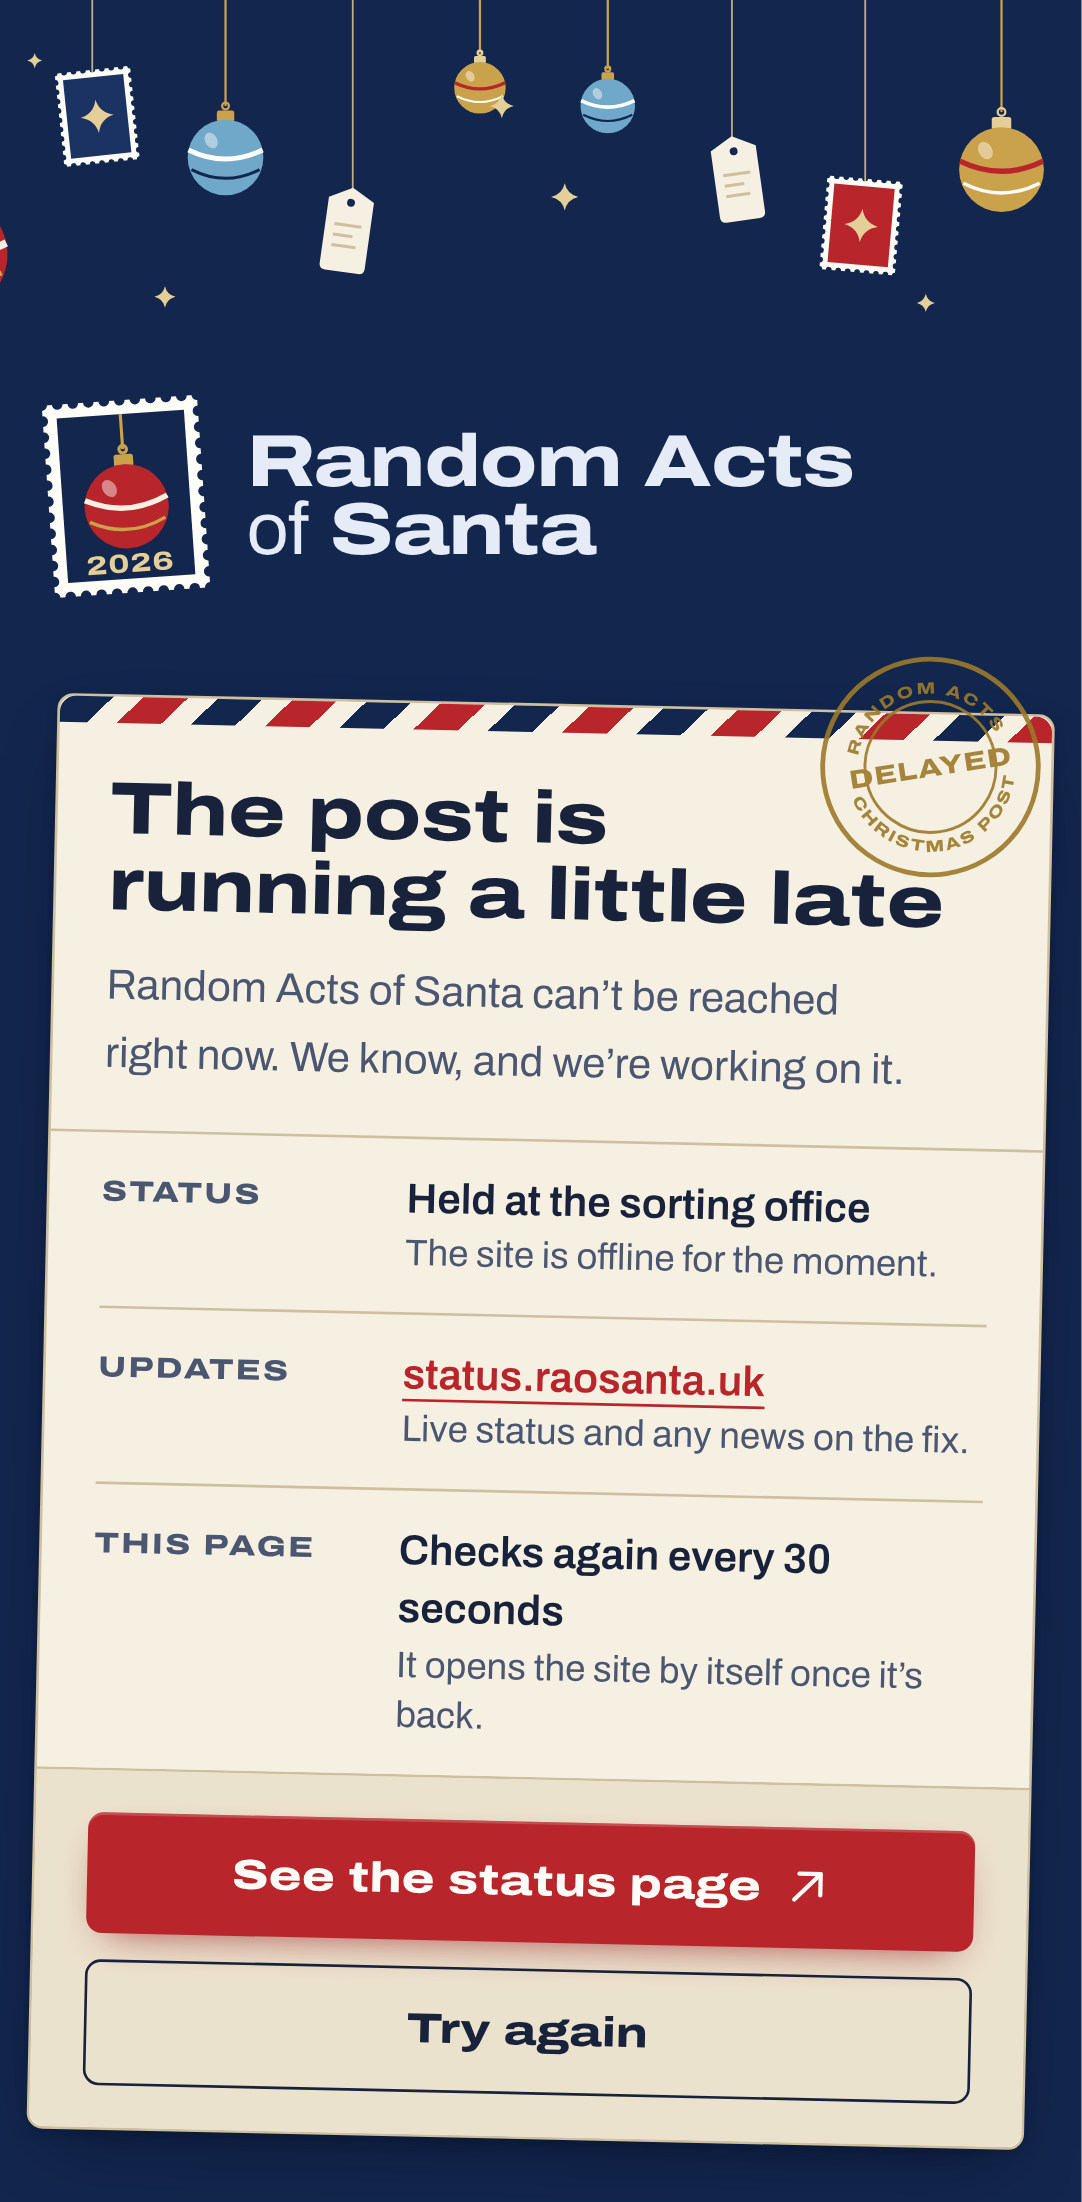 2026
Random Acts
of Santa
RANDOM ACTS
DELAYED
CHRISTMAS POST
The post is
running a little late
Random Acts of Santa can’t be reached
right now. We know, and we’re working on it.
STATUS
Held at the sorting office
The site is offline for the moment.
UPDATES
status.raosanta.uk
Live status and any news on the fix.
THIS PAGE
Checks again every 30
seconds
It opens the site by itself once it’s
back.
See the status page
Try again